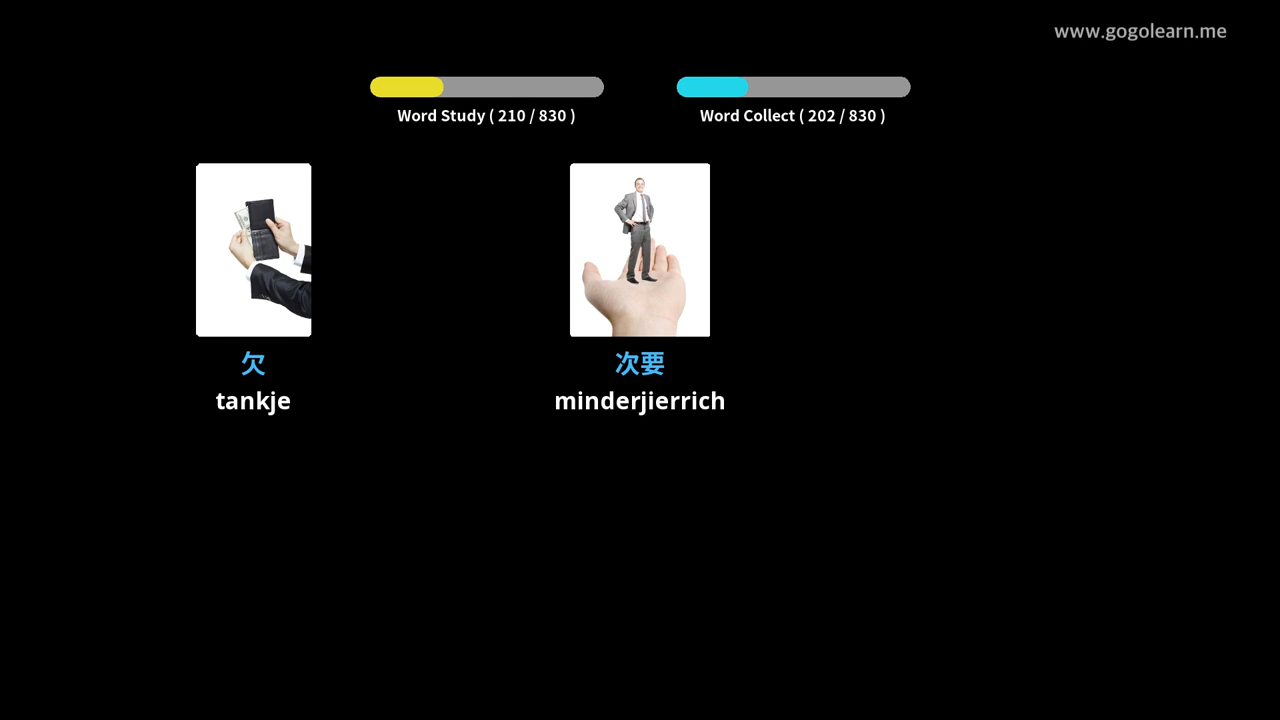 www.gogolearn.me
Word Study ( 210 / 830 )
Word Collect ( 202 / 830 )
欠
tankje
次要
minderjierrich